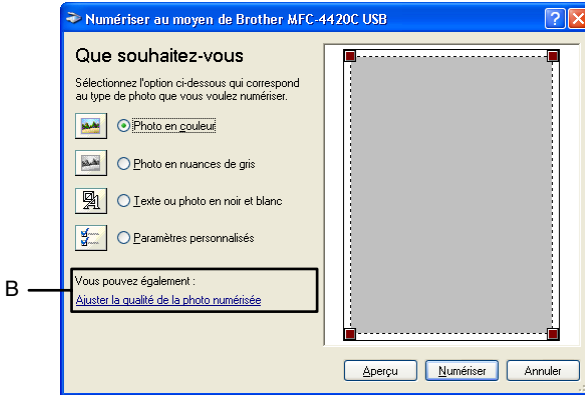 Numériser au moyen de Brother MFC-4420C USB
Que souhaitez-vous
Sélectionnez l'option ci-dessous qui correspond
au type de photo que vous voulez numériser.
Photo en couleur
Photo en nuances de gris
Texte ou photo en noir et blanc
Paramètres personnalisés
B
Vous pouvez également :
Ajuster la qualité de la photo numérisée
Aperçu
Numériser
Annuler